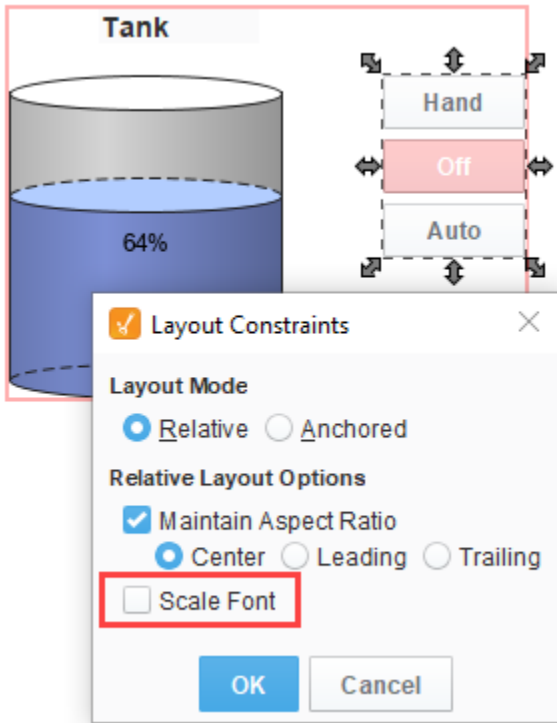 Tank
Hand
Off
64%
Auto
Layout Constraints
Layout Mode
Relative Anchored
Relative Layout Options
Maintain Aspect Ratio
Center Leading Trailing
Scale Font
OK Cancel